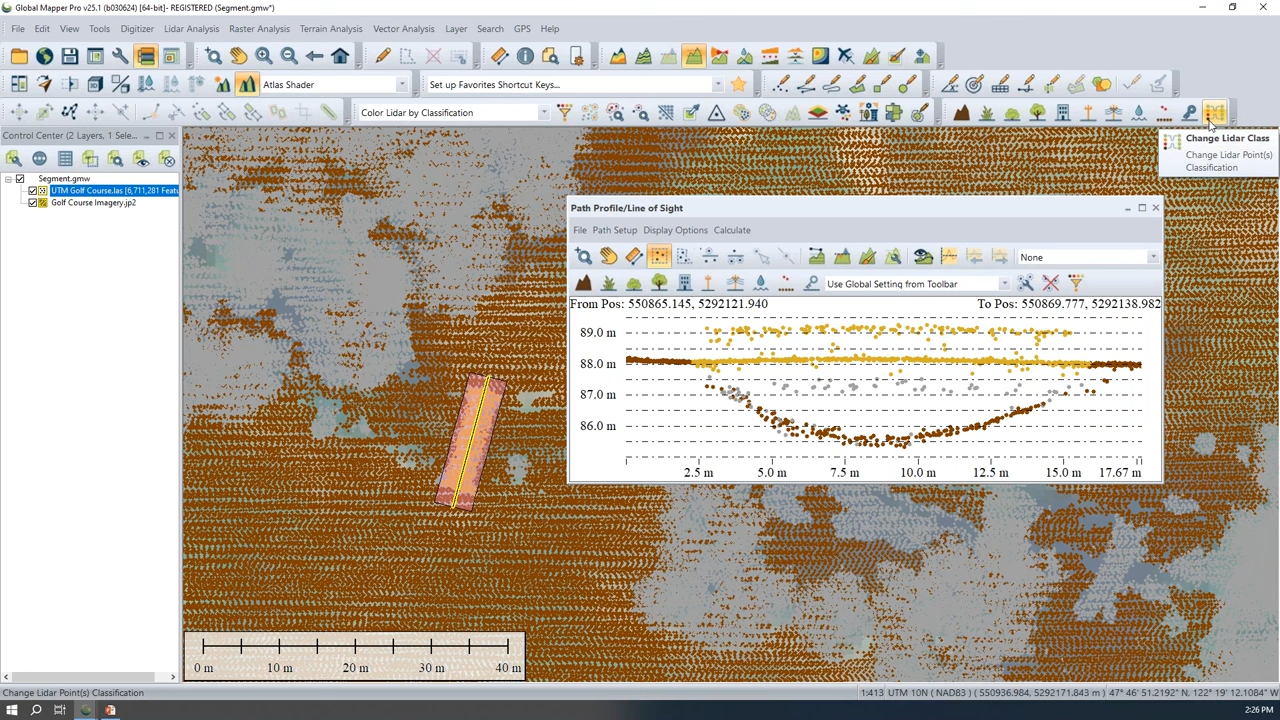 Global Mapper Pro v25.1 (b030624) [64-bit]- REGISTERED (Segment.gmw*)
File Edit View Tools Digitizer Lidar Analysis Raster Analysis Terrain Analysis Vector Analysis Layer Search GPS Help
Atlas Shader
Set up Favorites Shortcut Keys...
Color Lidar by Classification
Control Center (2 Layers, 1 Sele...
Change Lidar Class
Change Lidar Point(s)
Classification
Segment.gmw
UTM Golf Course.las [6,711,281 Featu
Golf Course Imagery.jp2
Path Profile/Line of Sight
File Path Setup Display Options Calculate
None
Use Global Setting from Toolbar
From Pos: 550865.145, 5292121.940
To Pos: 550869.777, 5292138.982
89.0 m
88.0 m
87.0 m
86.0 m
2.5 m 5.0 m 7.5 m 10.0 m 12.5 m 15.0 m 17.67 m
0 m 10 m 20 m 30 m 40 m
Change Lidar Point(s) Classification
1:413 UTM 10N ( NAD83 ) ( 550936.984, 5292171.843 m ) 47° 46' 51.2192" N, 122° 19' 12.1084" W
2:26 PM